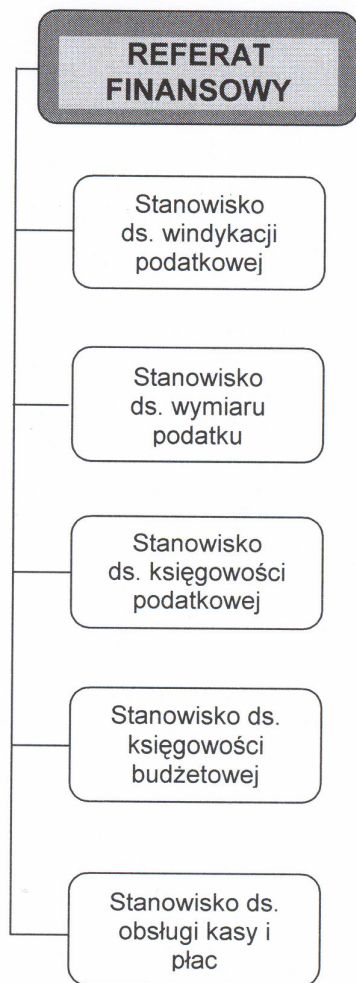 REFERAT
FINANSOWY
Stanowisko
ds. windykacji
podatkowej
Stanowisko
ds. wymiaru
podatku
Stanowisko
ds. księgowości
podatkowej
Stanowisko ds.
księgowości
budżetowej
Stanowisko ds.
obsługi kasy i
płac